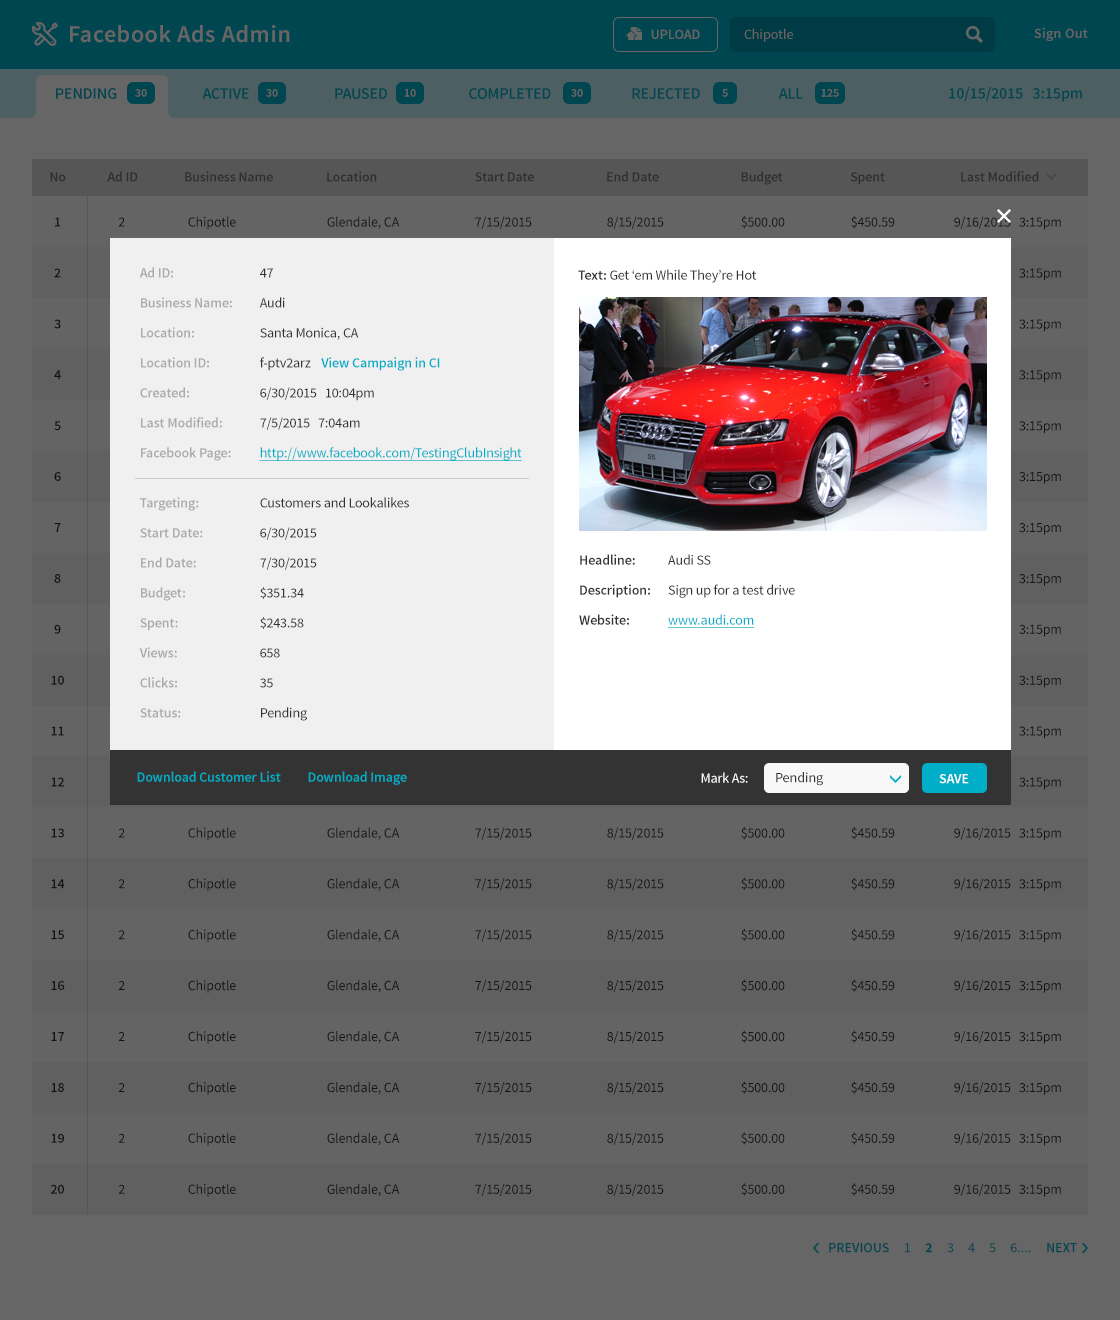 Facebook Ads Admin UPLOAD Chipotle Sign Out
PENDING 30 ACTIVE 30 PAUSED 10 COMPLETED 30 REJECTED 5 ALL 125 10/15/2015 3:15pm
No Ad ID Business Name Location Start Date End Date Budget Spent Last Modified
1 2 Chipotle Glendale, CA 7/15/2015 8/15/2015 $500.00 $450.59 9/16/2015 3:15pm
2 3:15pm
3 3:15pm
4 3:15pm
5 3:15pm
6 3:15pm
7 3:15pm
8 3:15pm
9 3:15pm
10 3:15pm
11 3:15pm
12 3:15pm
Ad ID: 47
Business Name: Audi
Location: Santa Monica, CA
Location ID: f-ptv2arz View Campaign in CI
Created: 6/30/2015 10:04pm
Last Modified: 7/5/2015 7:04am
Facebook Page: http://www.facebook.com/TestingClubInsight
Targeting: Customers and Lookalikes
Start Date: 6/30/2015
End Date: 7/30/2015
Budget: $351.34
Spent: $243.58
Views: 658
Clicks: 35
Status: Pending
Text: Get ‘em While They’re Hot
S5
Headline: Audi SS
Description: Sign up for a test drive
Website: www.audi.com
Download Customer List Download Image Mark As: Pending SAVE
13 2 Chipotle Glendale, CA 7/15/2015 8/15/2015 $500.00 $450.59 9/16/2015 3:15pm
14 2 Chipotle Glendale, CA 7/15/2015 8/15/2015 $500.00 $450.59 9/16/2015 3:15pm
15 2 Chipotle Glendale, CA 7/15/2015 8/15/2015 $500.00 $450.59 9/16/2015 3:15pm
16 2 Chipotle Glendale, CA 7/15/2015 8/15/2015 $500.00 $450.59 9/16/2015 3:15pm
17 2 Chipotle Glendale, CA 7/15/2015 8/15/2015 $500.00 $450.59 9/16/2015 3:15pm
18 2 Chipotle Glendale, CA 7/15/2015 8/15/2015 $500.00 $450.59 9/16/2015 3:15pm
19 2 Chipotle Glendale, CA 7/15/2015 8/15/2015 $500.00 $450.59 9/16/2015 3:15pm
20 2 Chipotle Glendale, CA 7/15/2015 8/15/2015 $500.00 $450.59 9/16/2015 3:15pm
PREVIOUS 1 2 3 4 5 6.... NEXT